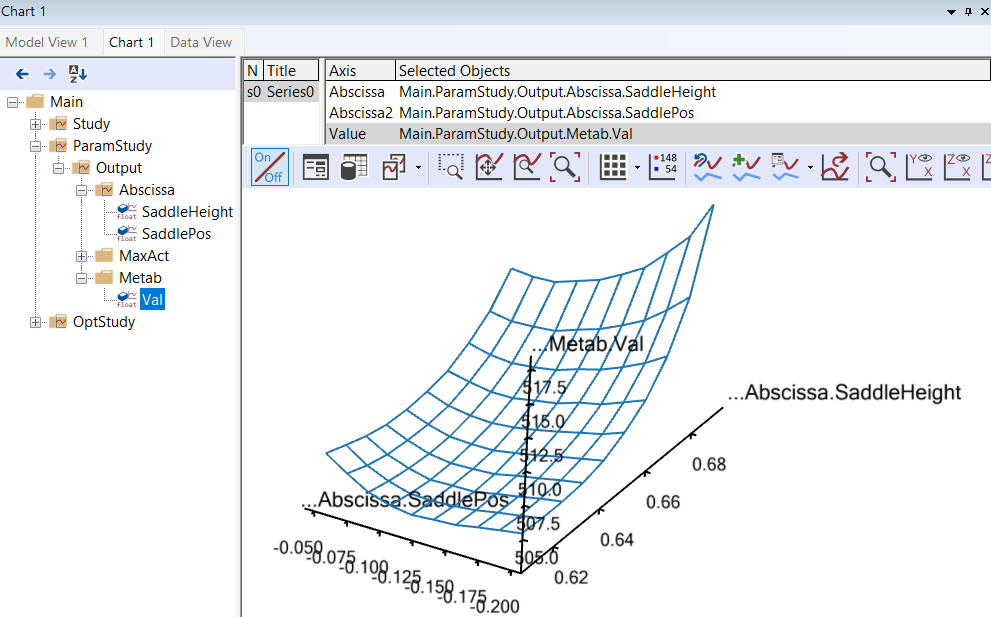 Chart 1
Model View 1 Chart 1 Data View
A Z
N Title Axis Selected Objects
s0 Series0 Abscissa Main.ParamStudy.Output.Abscissa.SaddleHeight
Abscissa2 Main.ParamStudy.Output.Abscissa.SaddlePos
Value Main.ParamStudy.Output.Metab.Val
Main
Study
ParamStudy
Output
Abscissa
float SaddleHeight
float SaddlePos
MaxAct
Metab
float Val
OptStudy
On/Off
148
54
Y X
Z X
Z
...Metab.Val
517.5
515.0
512.5
510.0
507.5
505.0
...Abscissa.SaddleHeight
0.68
0.66
0.64
0.62
...Abscissa.SaddlePos
-0.050
-0.075
-0.100
-0.125
-0.150
-0.175
-0.200